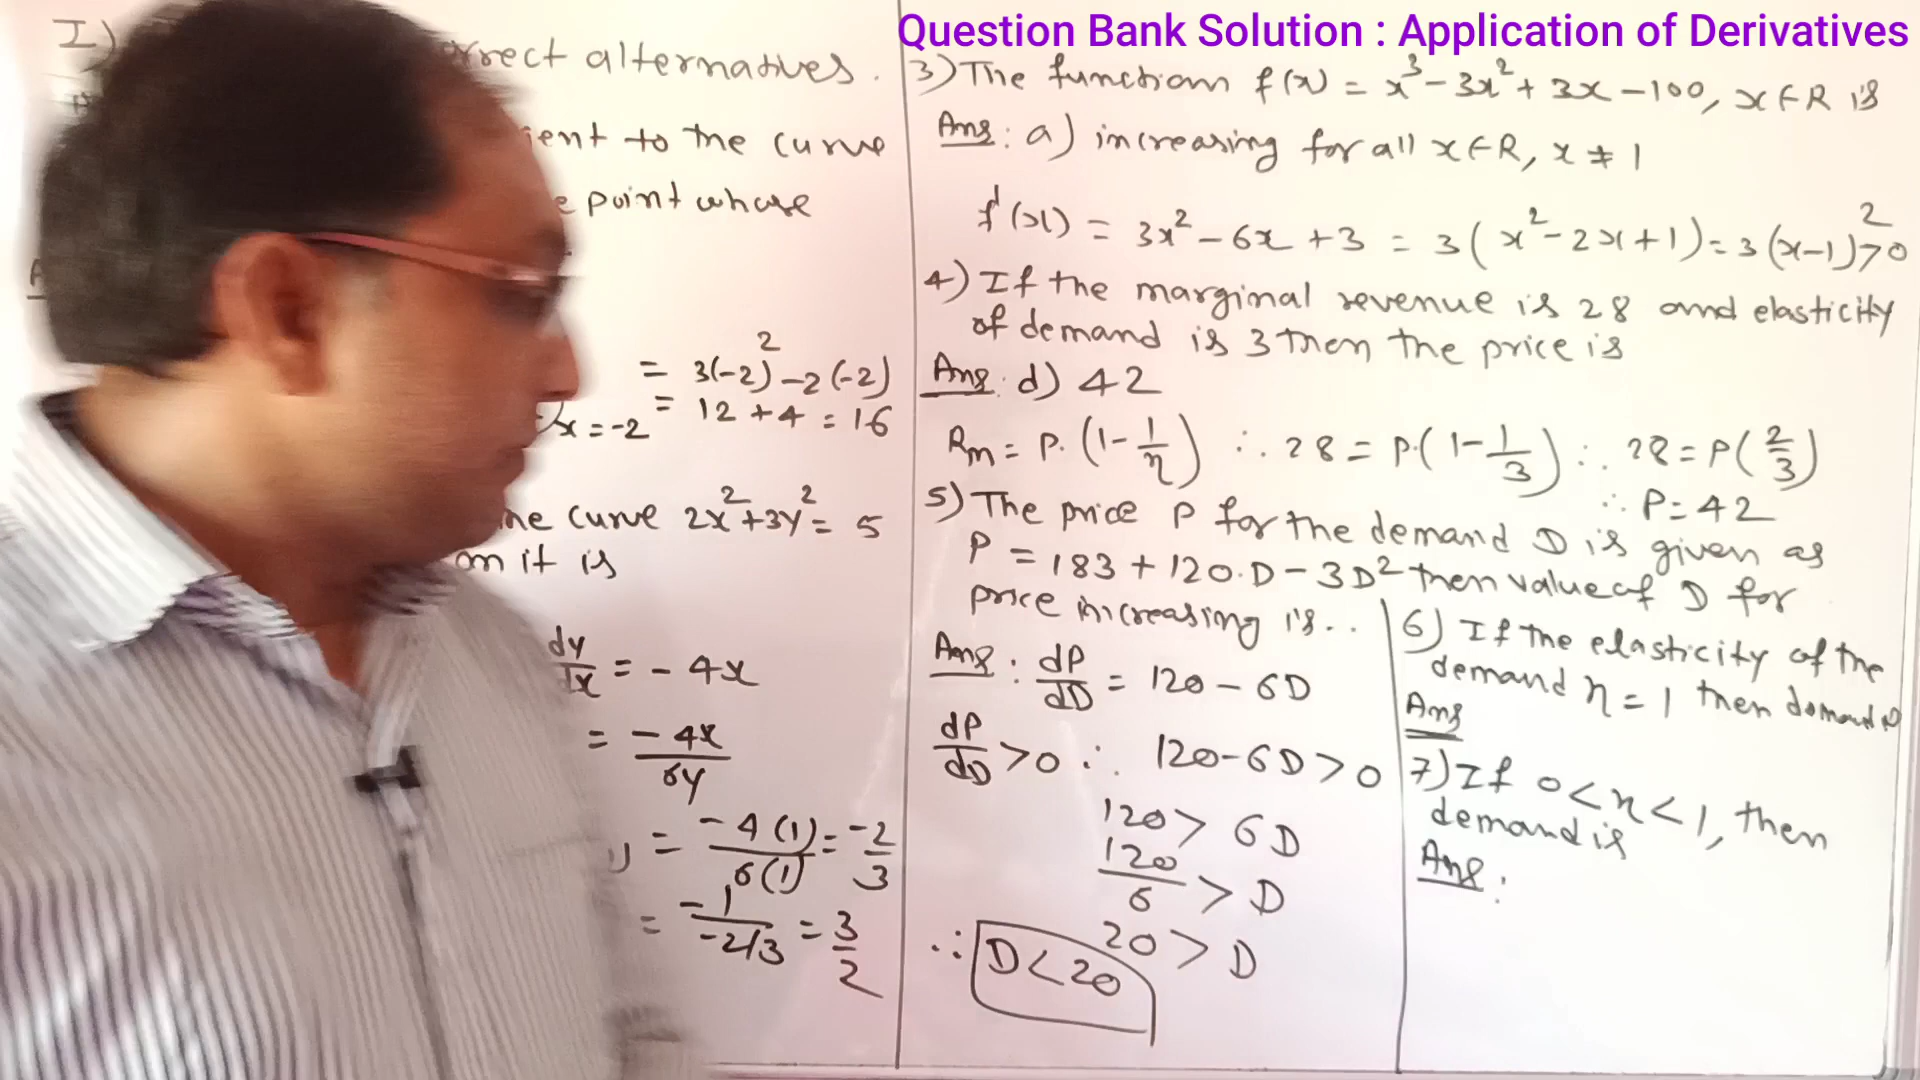 Question Bank Solution : Application of Derivatives
I)
rrect alternatives.
ent to the curve
e point whose
= 3(-2)² -2(-2)
x=-2 = 12 + 4 = 16
he curve 2x²+3y² = 5
on it is
dy/dx = - 4x
= -4x/6y
= -4(1)/6(1) = -2/3
= -1/-2/3 = 3/2
3) The function f(x) = x³ - 3x² + 3x - 100, x∈R is
Ans: a) increasing for all x∈R, x ≠ 1
f'(x) = 3x² - 6x + 3 = 3(x² - 2x + 1) = 3(x-1)² > 0
4) If the marginal revenue is 28 and elasticity
of demand is 3 then the price is
Ans: d) 42
Rm = P.(1 - 1/η) ∴ 28 = P.(1 - 1/3) ∴ 28 = P(2/3)
∴ P = 42
5) The price P for the demand D is given as
P = 183 + 120.D - 3D² then value of D for
price increasing is..
Ans: dP/dD = 120 - 6D
dP/dD > 0 ∴ 120 - 6D > 0
120 > 6D
120/6 > D
20 > D
∴ D < 20
6) If the elasticity of the
demand η = 1 then demand
Ans
7) If 0 < η < 1, then
demand is
Ans: